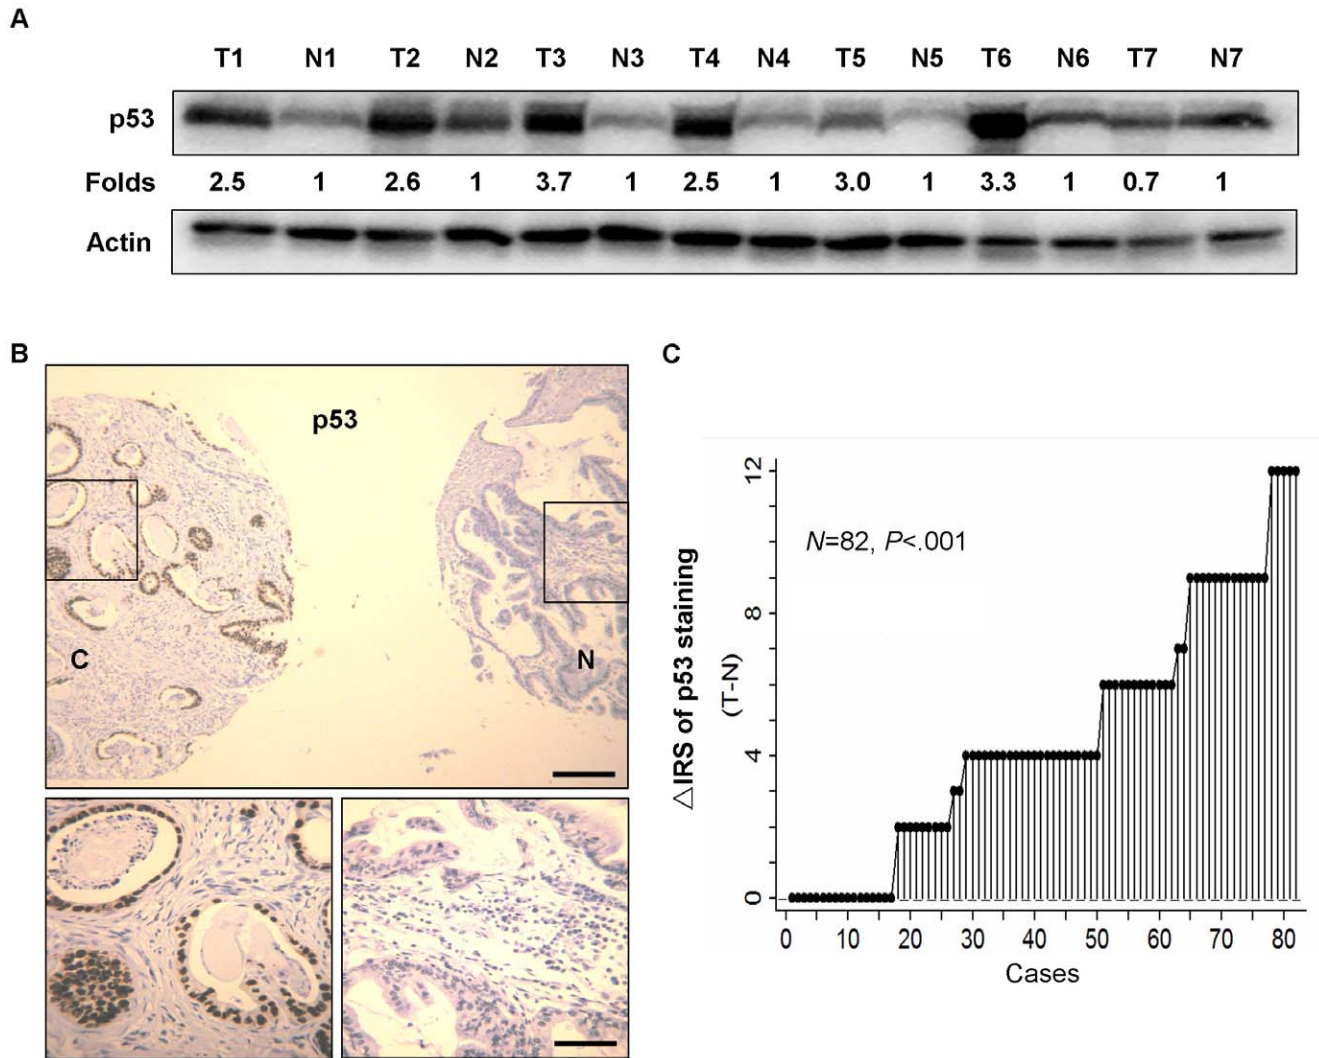 A
T1 N1 T2 N2 T3 N3 T4 N4 T5 N5 T6 N6 T7 N7
p53
Folds 2.5 1 2.6 1 3.7 1 2.5 1 3.0 1 3.3 1 0.7 1
Actin
B
p53
C N
C
△IRS of p53 staining
(T-N)
12
8
4
0
N=82, P<.001
0 10 20 30 40 50 60 70 80
Cases